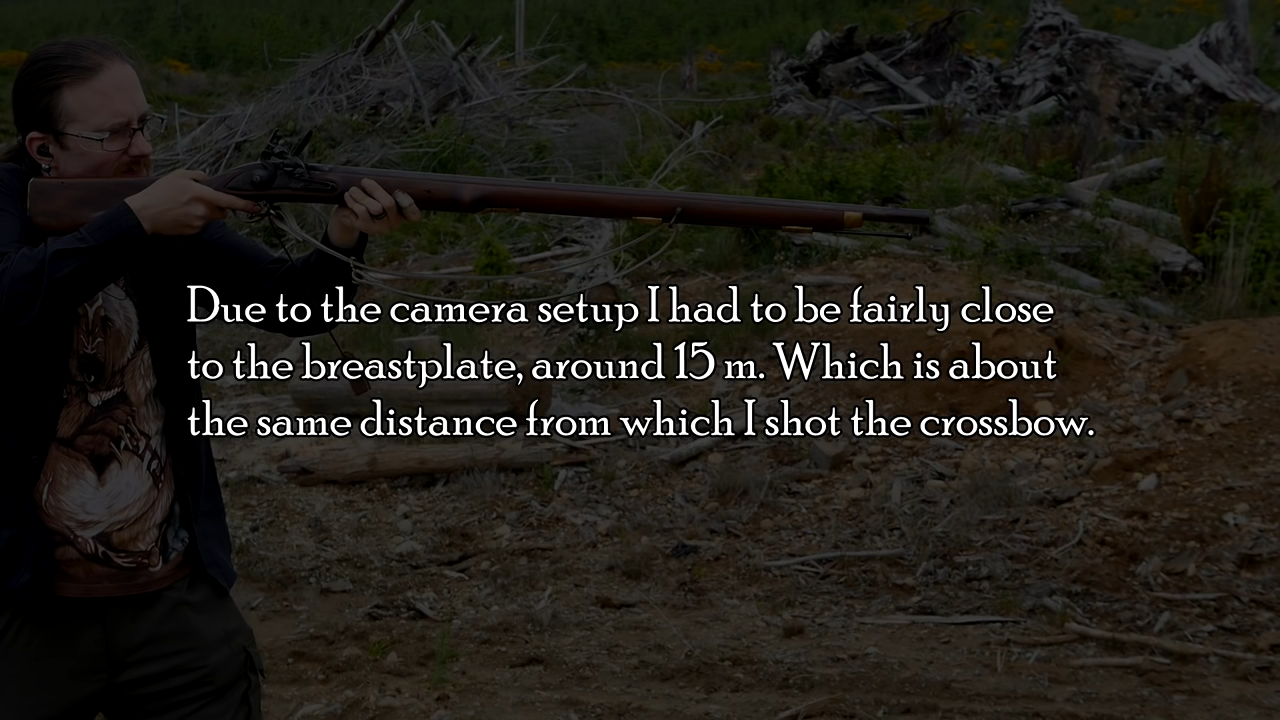 Due to the camera setup I had to be fairly close
to the breastplate, around 15 m. Which is about
the same distance from which I shot the crossbow.